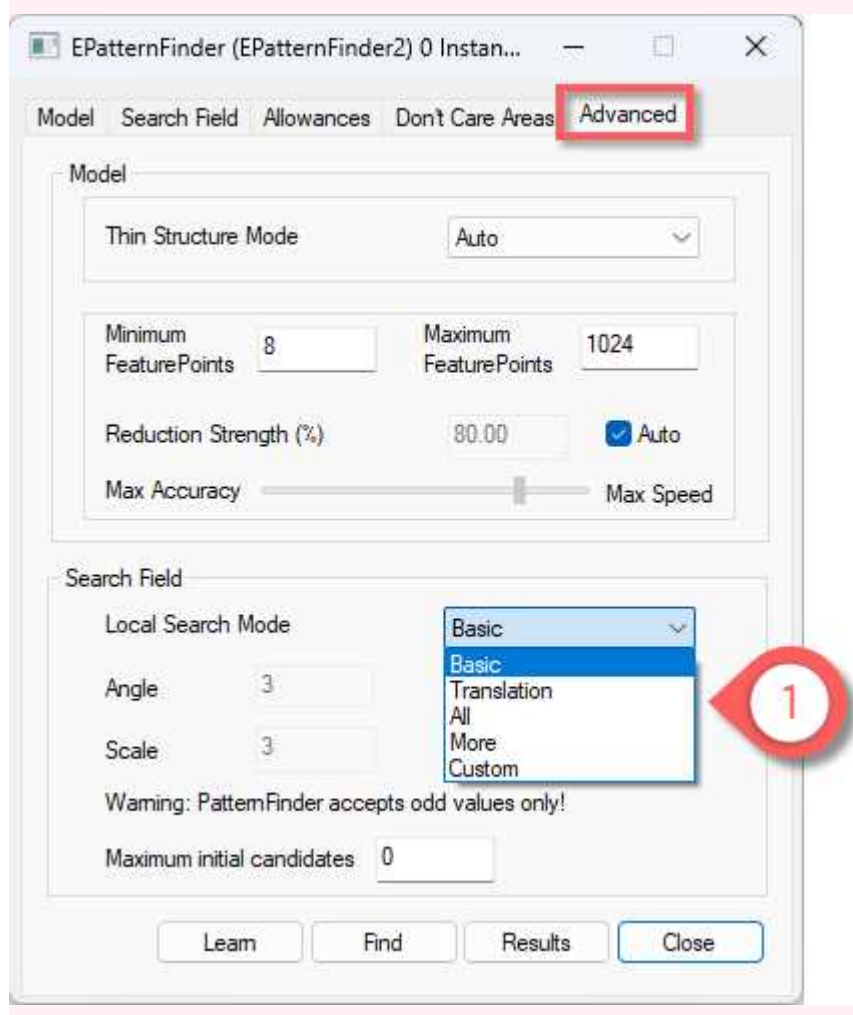 EPatternFinder (EPatternFinder2) 0 Instan...
Model Search Field Allowances Don't Care Areas Advanced
Model
Thin Structure Mode Auto
Minimum FeaturePoints 8 Maximum FeaturePoints 1024
Reduction Strength (%) 80.00 Auto
Max Accuracy Max Speed
Search Field
Local Search Mode Basic
Basic
Angle 3 Translation
All
Scale 3 More
Custom
1
Warning: PatternFinder accepts odd values only!
Maximum initial candidates 0
Learn Find Results Close